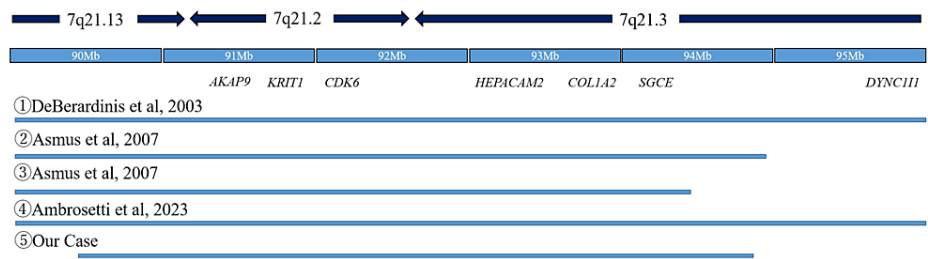 7q21.13 7q21.2 7q21.3
90Mb 91Mb 92Mb 93Mb 94Mb 95Mb
AKAP9 KRIT1 CDK6 HEPACAM2 COL1A2 SGCE DYNC1I1
①DeBerardinis et al, 2003
②Asmus et al, 2007
③Asmus et al, 2007
④Ambrosetti et al, 2023
⑤Our Case